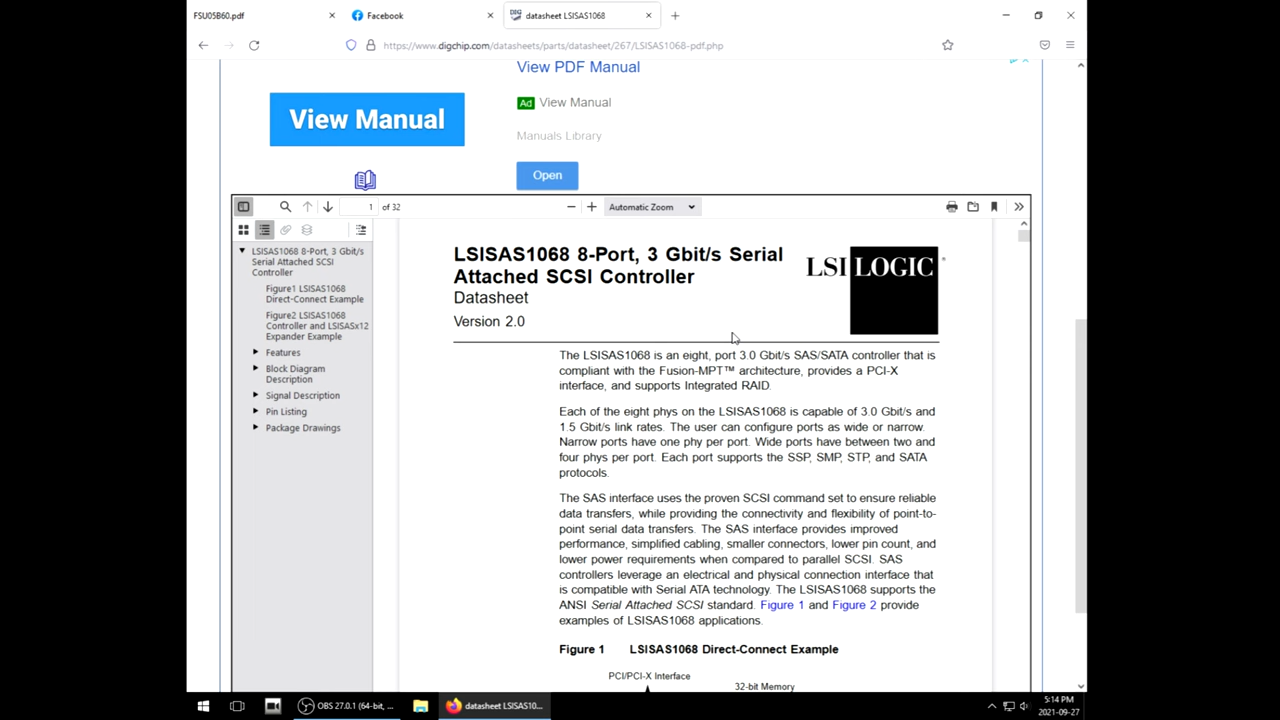 FSU05B60.pdf
Facebook
datasheet LSISAS1068
https://www.digchip.com/datasheets/parts/datasheet/267/LSISAS1068-pdf.php
View PDF Manual
View Manual
Ad View Manual
Manuals Library
Open
1 of 32
Automatic Zoom
LSISAS1068 8-Port, 3 Gbit/s
Serial Attached SCSI
Controller
Figure1 LSISAS1068
Direct-Connect Example
Figure2 LSISAS1068
Controller and LSISASx12
Expander Example
Features
Block Diagram
Description
Signal Description
Pin Listing
Package Drawings
LSISAS1068 8-Port, 3 Gbit/s Serial
Attached SCSI Controller
Datasheet
Version 2.0
LSI LOGIC
The LSISAS1068 is an eight, port 3.0 Gbit/s SAS/SATA controller that is
compliant with the Fusion-MPT™ architecture, provides a PCI-X
interface, and supports Integrated RAID.
Each of the eight phys on the LSISAS1068 is capable of 3.0 Gbit/s and
1.5 Gbit/s link rates. The user can configure ports as wide or narrow.
Narrow ports have one phy per port. Wide ports have between two and
four phys per port. Each port supports the SSP, SMP, STP, and SATA
protocols.
The SAS interface uses the proven SCSI command set to ensure reliable
data transfers, while providing the connectivity and flexibility of point-to-
point serial data transfers. The SAS interface provides improved
performance, simplified cabling, smaller connectors, lower pin count, and
lower power requirements when compared to parallel SCSI. SAS
controllers leverage an electrical and physical connection interface that
is compatible with Serial ATA technology. The LSISAS1068 supports the
ANSI Serial Attached SCSI standard. Figure 1 and Figure 2 provide
examples of LSISAS1068 applications.
Figure 1 LSISAS1068 Direct-Connect Example
PCI/PCI-X Interface
32-bit Memory
OBS 27.0.1 (64-bit, ...
datasheet LSISAS10...
5:14 PM
2021-09-27